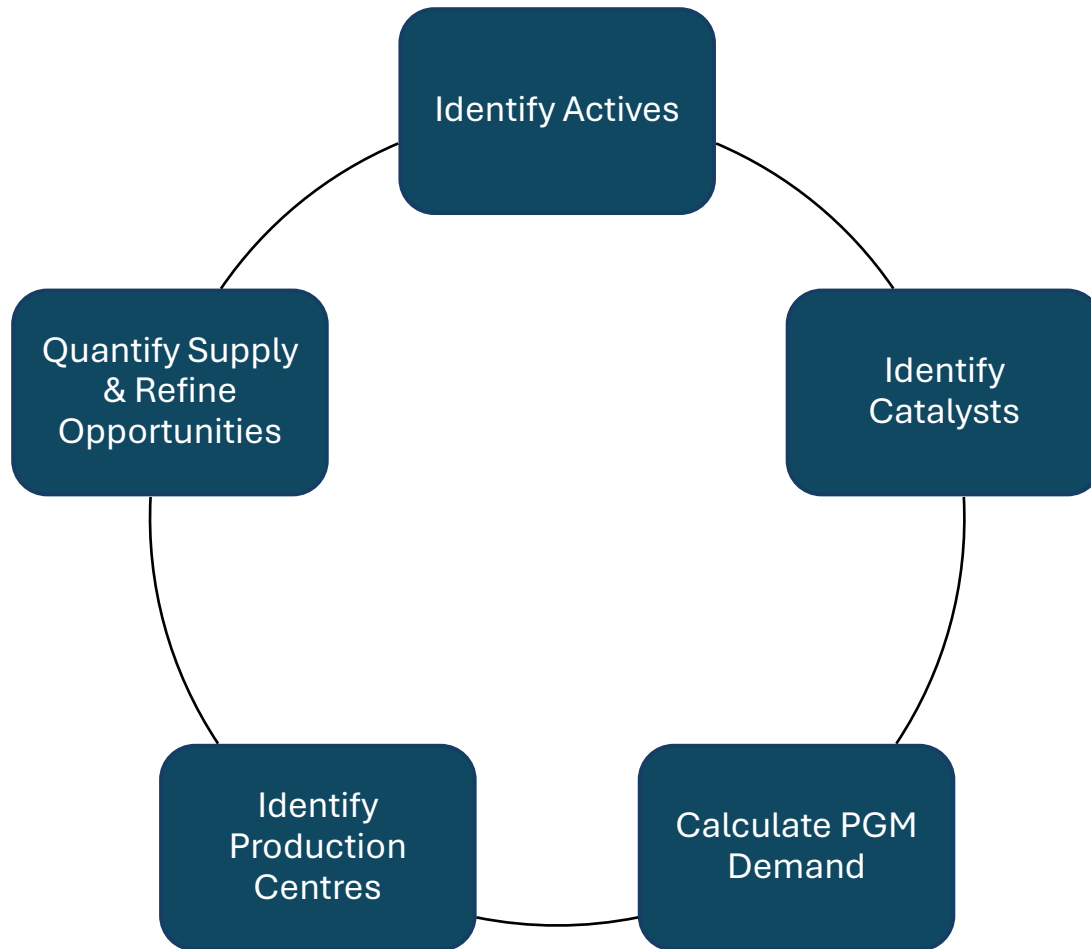 Identify Actives
Identify
Catalysts
Calculate PGM
Demand
Identify
Production
Centres
Quantify Supply
& Refine
Opportunities